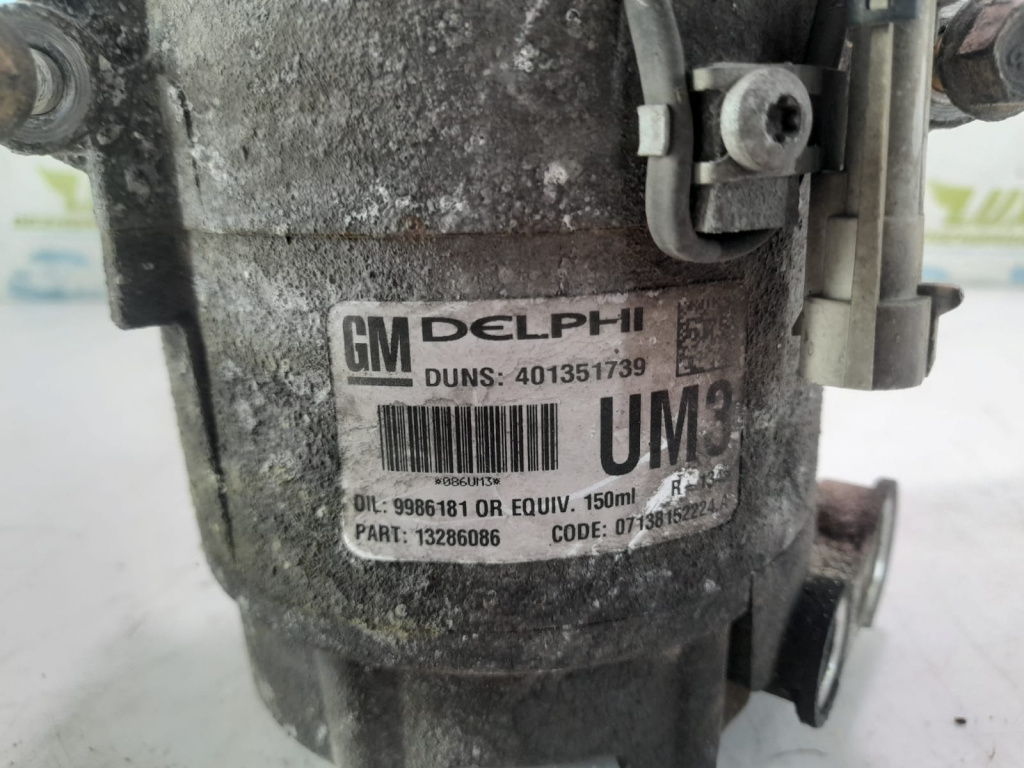 GM DELPHI
DUNS: 401351739
UM3
*086UM3*
OIL: 9986181 OR EQUIV. 150ml
PART: 13286086 CODE: 07138152224